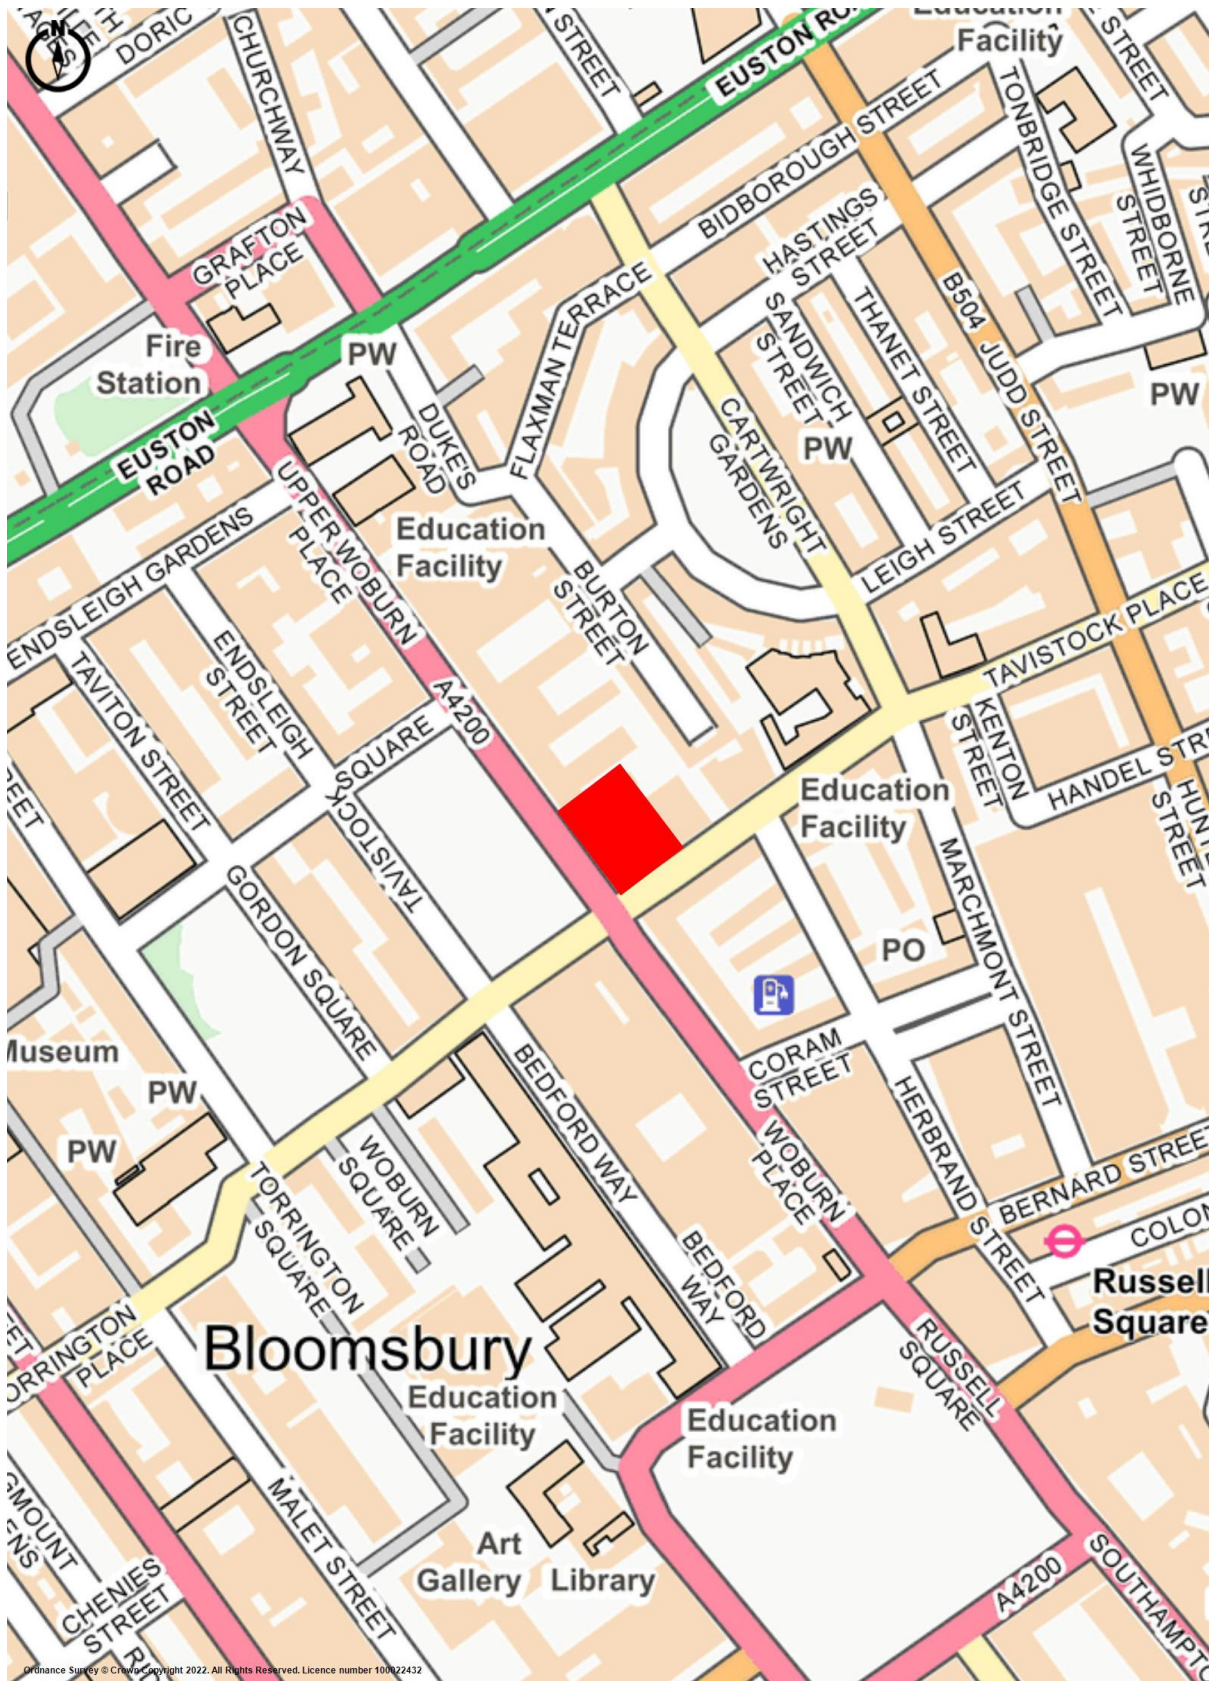 N
DORIC
CHURCHWAY
STREET
EUSTON RO
Education
Facility
TONBRIDGE STREET
STREET
WHIDBORNE
STREET
BIDBOROUGH STREET
HASTINGS
STREET
GRAFTON
PLACE
Fire
Station
PW
EUSTON
ROAD
DUKE'S
ROAD
FLAXMAN TERRACE
CARTWRIGHT
GARDENS
SANDWICH
STREET
THANET STREET
B504
JUDD STREET
PW
PW
LEIGH STREET
TAVISTOCK PLACE
UPPER WOBURN
PLACE
Education
Facility
ENDSLEIGH GARDENS
BURTON
STREET
ENDSLEIGH
STREET
TAVITON STREET
A4200
TAVISTOCK
SQUARE
KENTON
STREET
HANDEL STR
HUNTE
STREET
Education
Facility
GORDON SQUARE
MARCHMONT STREET
PO
Museum
PW
PW
CORAM
STREET
HERBRAND STREET
BEDFORD WAY
WOBURN
PLACE
WOBURN
SQUARE
TORRINGTON
SQUARE
BERNARD STREE
COLON
Russell
Square
BEDFORD
WAY
RUSSELL
SQUARE
ORRINGTON
PLACE
Bloomsbury
Education
Facility
Education
Facility
Art
Gallery
Library
MALET STREET
GMOUNT
ENS
CHENIES
STREET
RID
A4200
SOUTHAMPTO
Ordnance Survey © Crown Copyright 2022. All Rights Reserved. Licence number 100022432